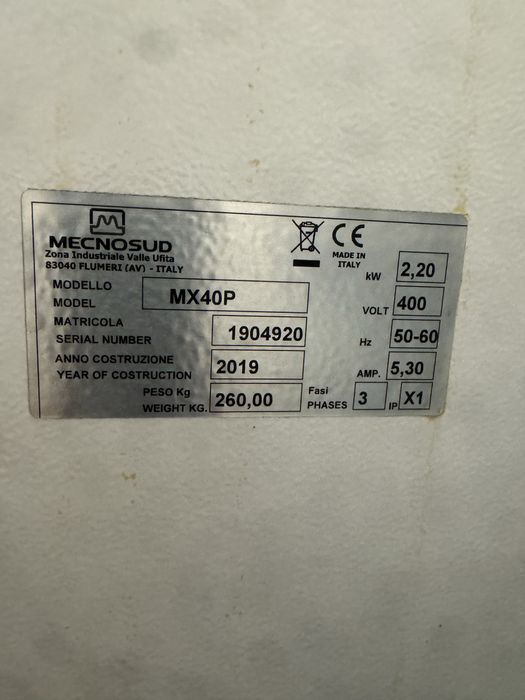 MECNOSUD
Zona Industriale Valle Ufita
83040 FLUMERI (AV) - ITALY
CE
MADE IN
ITALY
kW 2,20
MODELLO
MODEL
MX40P
VOLT 400
MATRICOLA
SERIAL NUMBER
1904920
Hz 50-60
ANNO COSTRUZIONE
YEAR OF COSTRUCTION
2019
AMP. 5,30
PESO Kg
WEIGHT KG.
260,00
Fasi
PHASES
3
IP X1